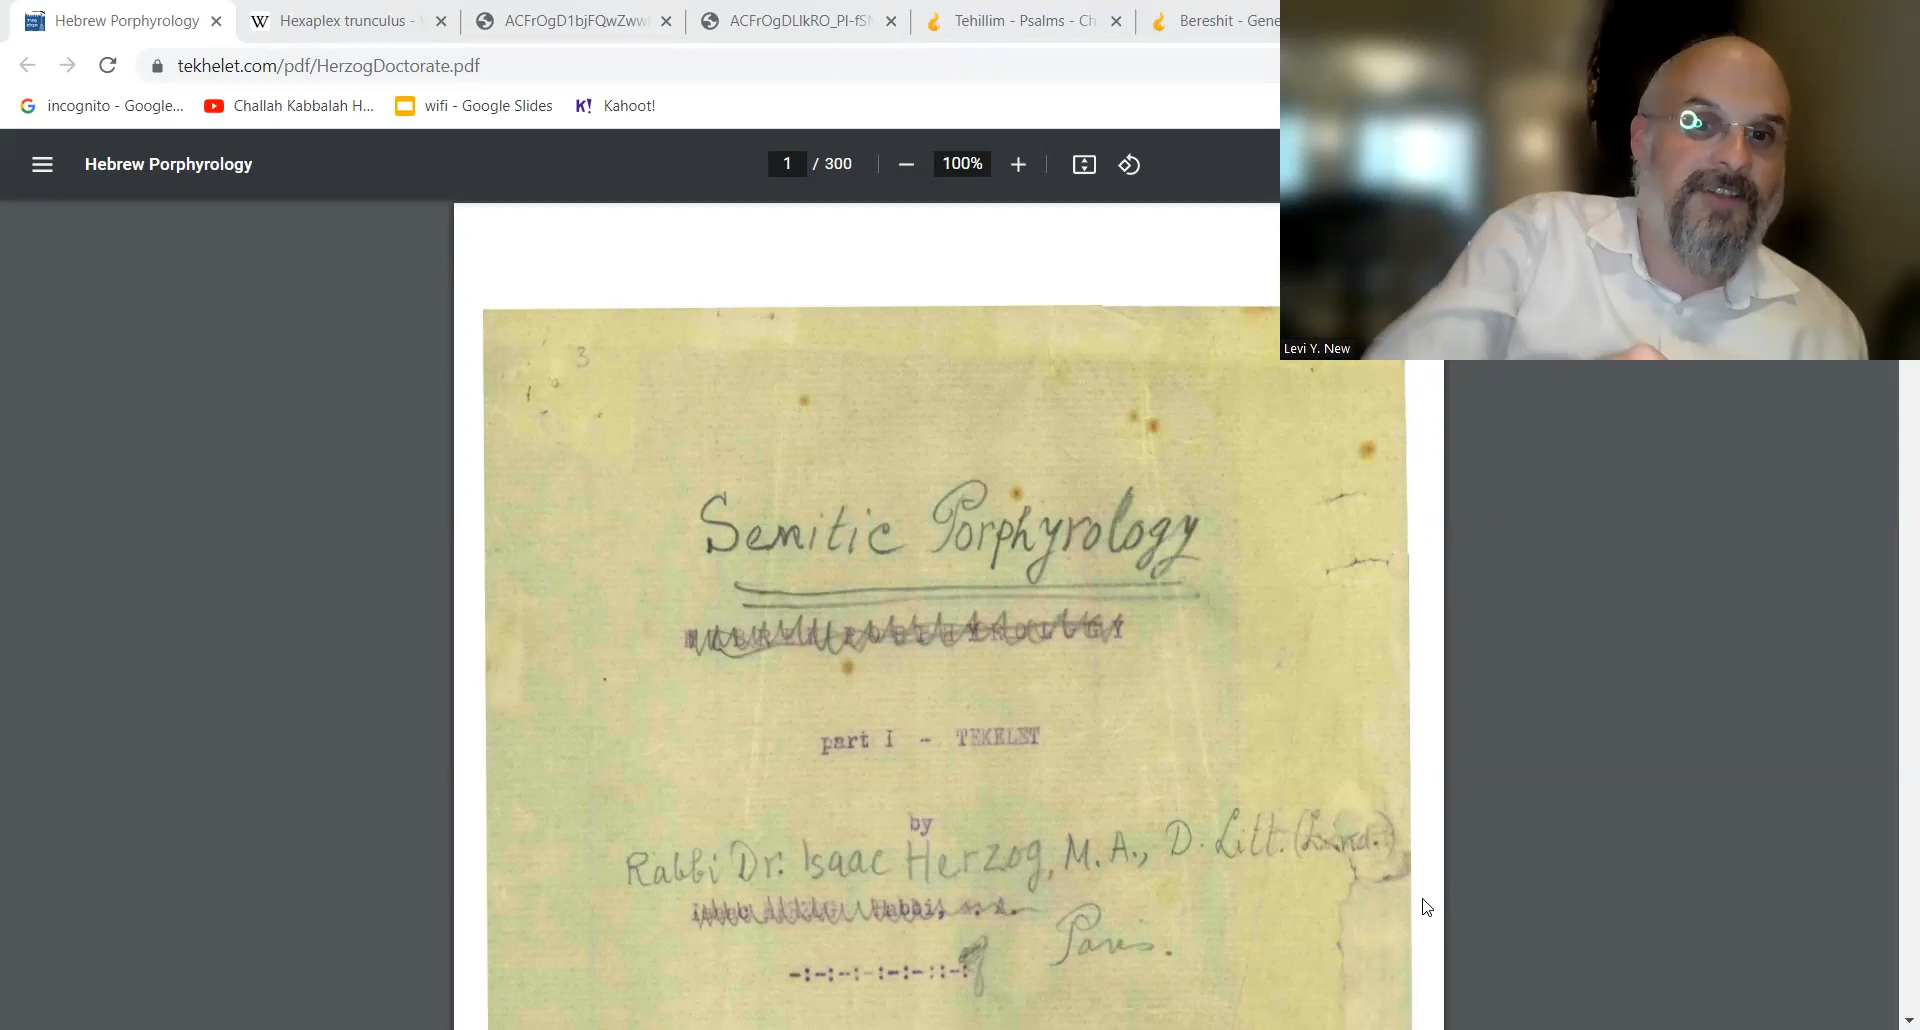 Hebrew Porphyrology
Hexaplex trunculus - W
ACFrOgD1bjFQwZww
ACFrOgDLlkRO_PI-fSN
Tehillim - Psalms - Ch
Bereshit - Gene
tekhelet.com/pdf/HerzogDoctorate.pdf
incognito - Google... Challah Kabbalah H... wifi - Google Slides K! Kahoot!
Hebrew Porphyrology 1 / 300 100%
Levi Y. New
3
Semitic Porphyrology
part I - TEKELET
by
Rabbi Dr. Isaac Herzog, M.A., D. Litt. (Lond.)
Paris.